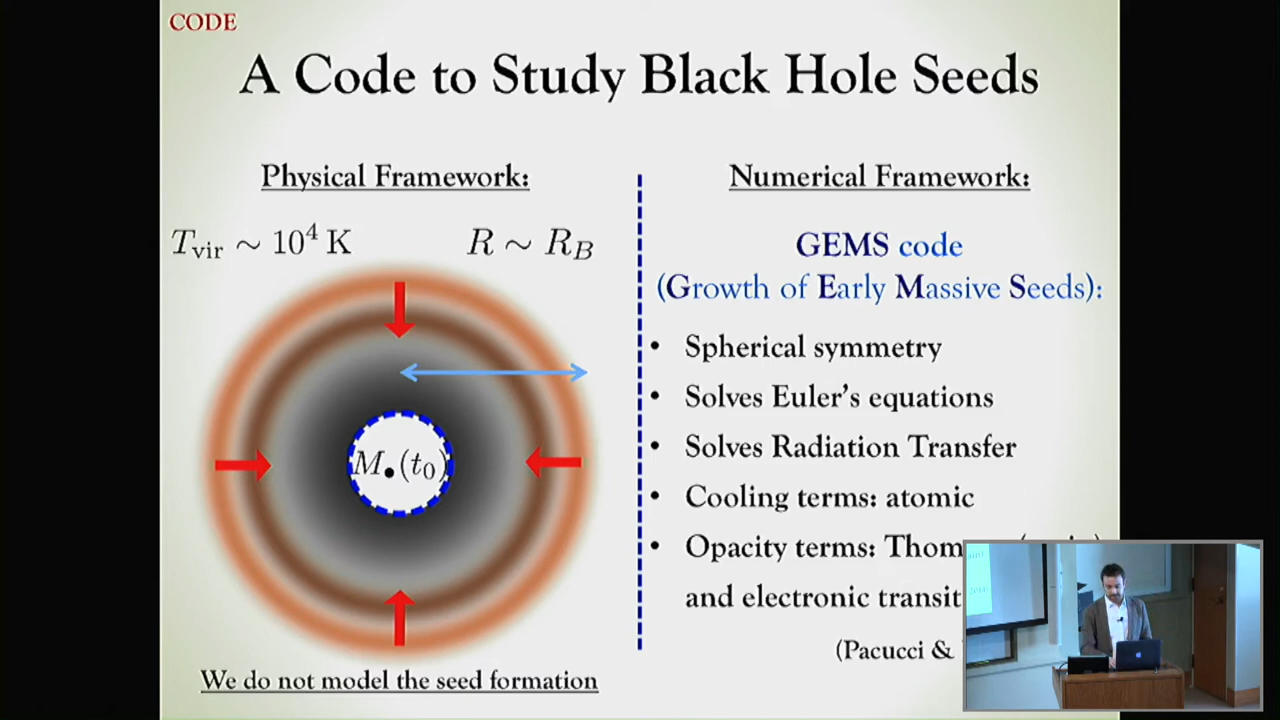 CODE
A Code to Study Black Hole Seeds
Physical Framework:
T_vir ~ 10^4 K
R ~ R_B
M_•(t_0)
We do not model the seed formation
Numerical Framework:
GEMS code
(Growth of Early Massive Seeds):
• Spherical symmetry
• Solves Euler's equations
• Solves Radiation Transfer
• Cooling terms: atomic
• Opacity terms: Thom
and electronic transit
(Pacucci &